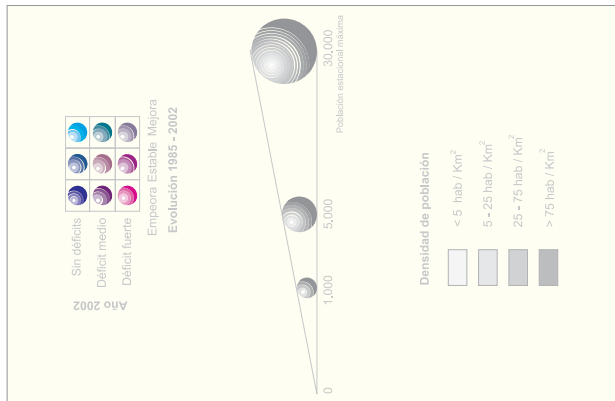 Año 2002
Sin déficits
Déficit medio
Déficit fuerte
Empeora Estable Mejora
Evolución 1985 - 2002
0
1.000
5.000
30.000
Población estacional máxima
Densidad de población
< 5 hab / Km²
5 - 25 hab / Km²
25 - 75 hab / Km²
> 75 hab / Km²